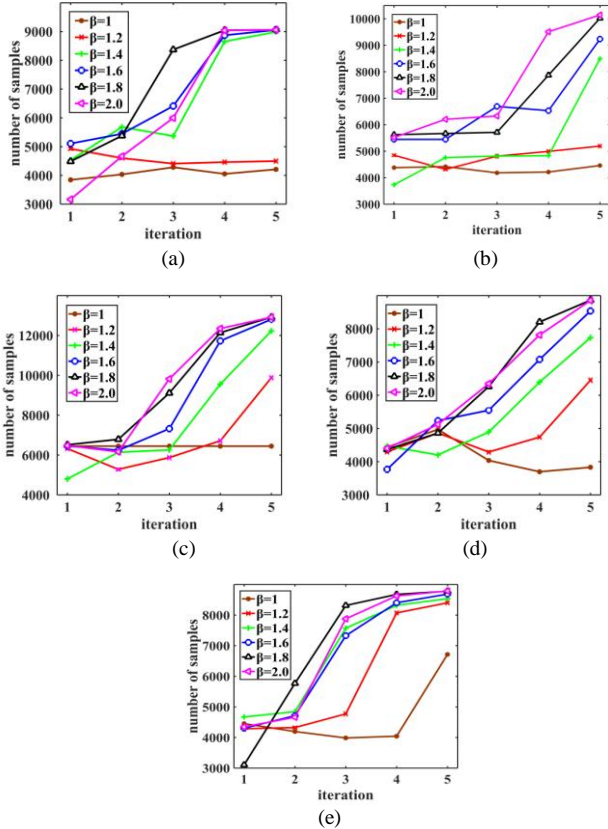 number of samples
9000
8000
7000
6000
5000
4000
3000
β=1
β=1.2
β=1.4
β=1.6
β=1.8
β=2.0
1 2 3 4 5
iteration
(a)
number of samples
10000
9000
8000
7000
6000
5000
4000
3000
β=1
β=1.2
β=1.4
β=1.6
β=1.8
β=2.0
1 2 3 4 5
iteration
(b)
number of samples
12000
10000
8000
6000
4000
β=1
β=1.2
β=1.4
β=1.6
β=1.8
β=2.0
1 2 3 4 5
iteration
(c)
number of samples
8000
7000
6000
5000
4000
3000
β=1
β=1.2
β=1.4
β=1.6
β=1.8
β=2.0
1 2 3 4 5
iteration
(d)
number of samples
8000
7000
6000
5000
4000
3000
β=1
β=1.2
β=1.4
β=1.6
β=1.8
β=2.0
1 2 3 4 5
iteration
(e)